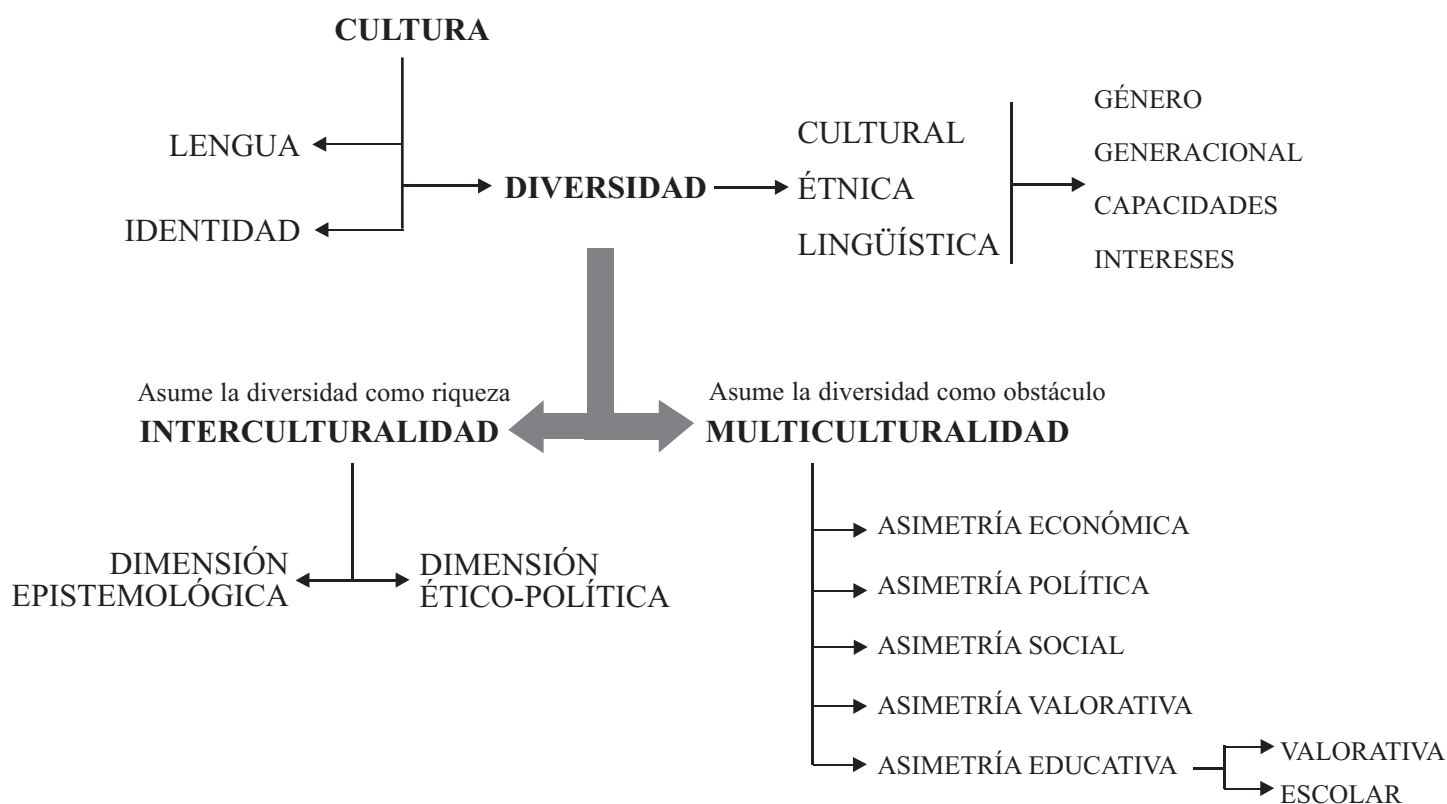 CULTURA
LENGUA
IDENTIDAD
DIVERSIDAD
CULTURAL
ÉTNICA
LINGÜÍSTICA
GÉNERO
GENERACIONAL
CAPACIDADES
INTERESES
Asume la diversidad como riqueza
INTERCULTURALIDAD
Asume la diversidad como obstáculo
MULTICULTURALIDAD
DIMENSIÓN
EPISTEMOLÓGICA
DIMENSIÓN
ÉTICO-POLÍTICA
ASIMETRÍA ECONÓMICA
ASIMETRÍA POLÍTICA
ASIMETRÍA SOCIAL
ASIMETRÍA VALORATIVA
ASIMETRÍA EDUCATIVA
VALORATIVA
ESCOLAR